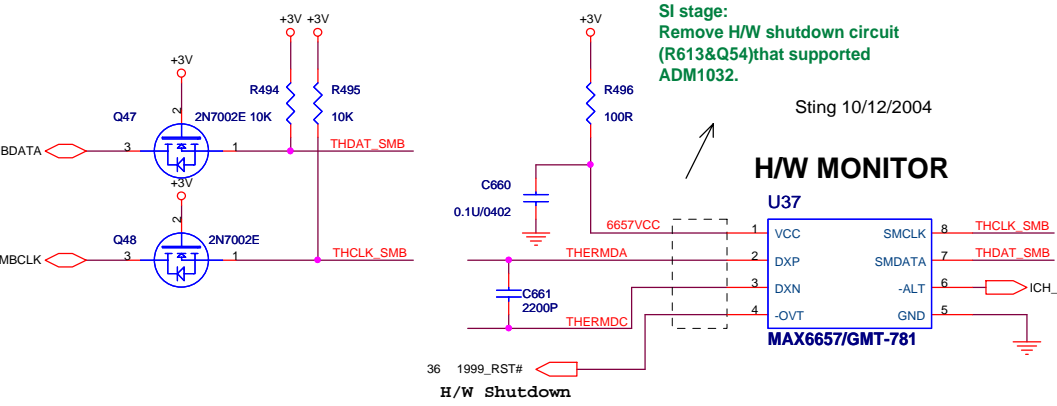 SI stage:
Remove H/W shutdown circuit
(R613&Q54)that supported
ADM1032.
Sting 10/12/2004
+3V +3V
+3V
R494
10K
R495
10K
Q47
2N7002E
2
3
1
BDATA
THDAT_SMB
+3V
Q48
2N7002E
2
3
1
MBCLK
THCLK_SMB
+3V
R496
100R
C660
0.1U/0402
6657VCC
THERMDA
C661
2200P
THERMDC
36 1999_RST#
H/W Shutdown
H/W MONITOR
U37
1 VCC
2 DXP
3 DXN
4 -OVT
SMCLK 8 THCLK_SMB
SMDATA 7 THDAT_SMB
-ALT 6 ICH_
GND 5
MAX6657/GMT-781